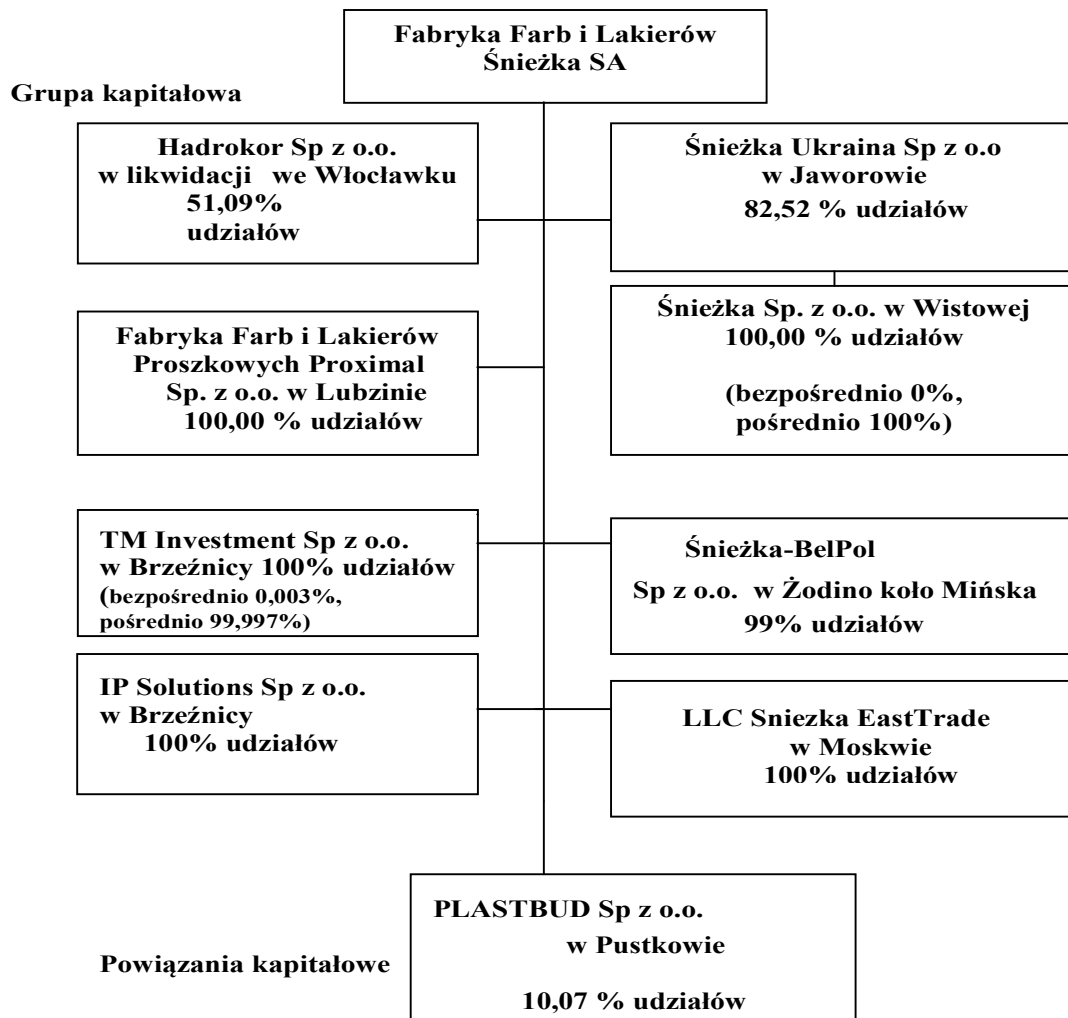 Fabryka Farb i Lakierów
Śnieżka SA
Grupa kapitałowa
Hadrokor Sp z o.o.
w likwidacji we Włocławku
51,09%
udziałów
Śnieżka Ukraina Sp z o.o
w Jaworowie
82,52 % udziałów
Fabryka Farb i Lakierów
Proszkowych Proximal
Sp. z o.o. w Lubzinie
100,00 % udziałów
Śnieżka Sp. z o.o. w Wistowej
100,00 % udziałów
(bezpośrednio 0%,
pośrednio 100%)
TM Investment Sp z o.o.
w Brzeźnicy 100% udziałów
(bezpośrednio 0,003%,
pośrednio 99,997%)
Śnieżka-BelPol
Sp z o.o. w Żodino koło Mińska
99% udziałów
IP Solutions Sp z o.o.
w Brzeźnicy
100% udziałów
LLC Sniezka EastTrade
w Moskwie
100% udziałów
PLASTBUD Sp z o.o.
w Pustkowie
10,07 % udziałów
Powiązania kapitałowe